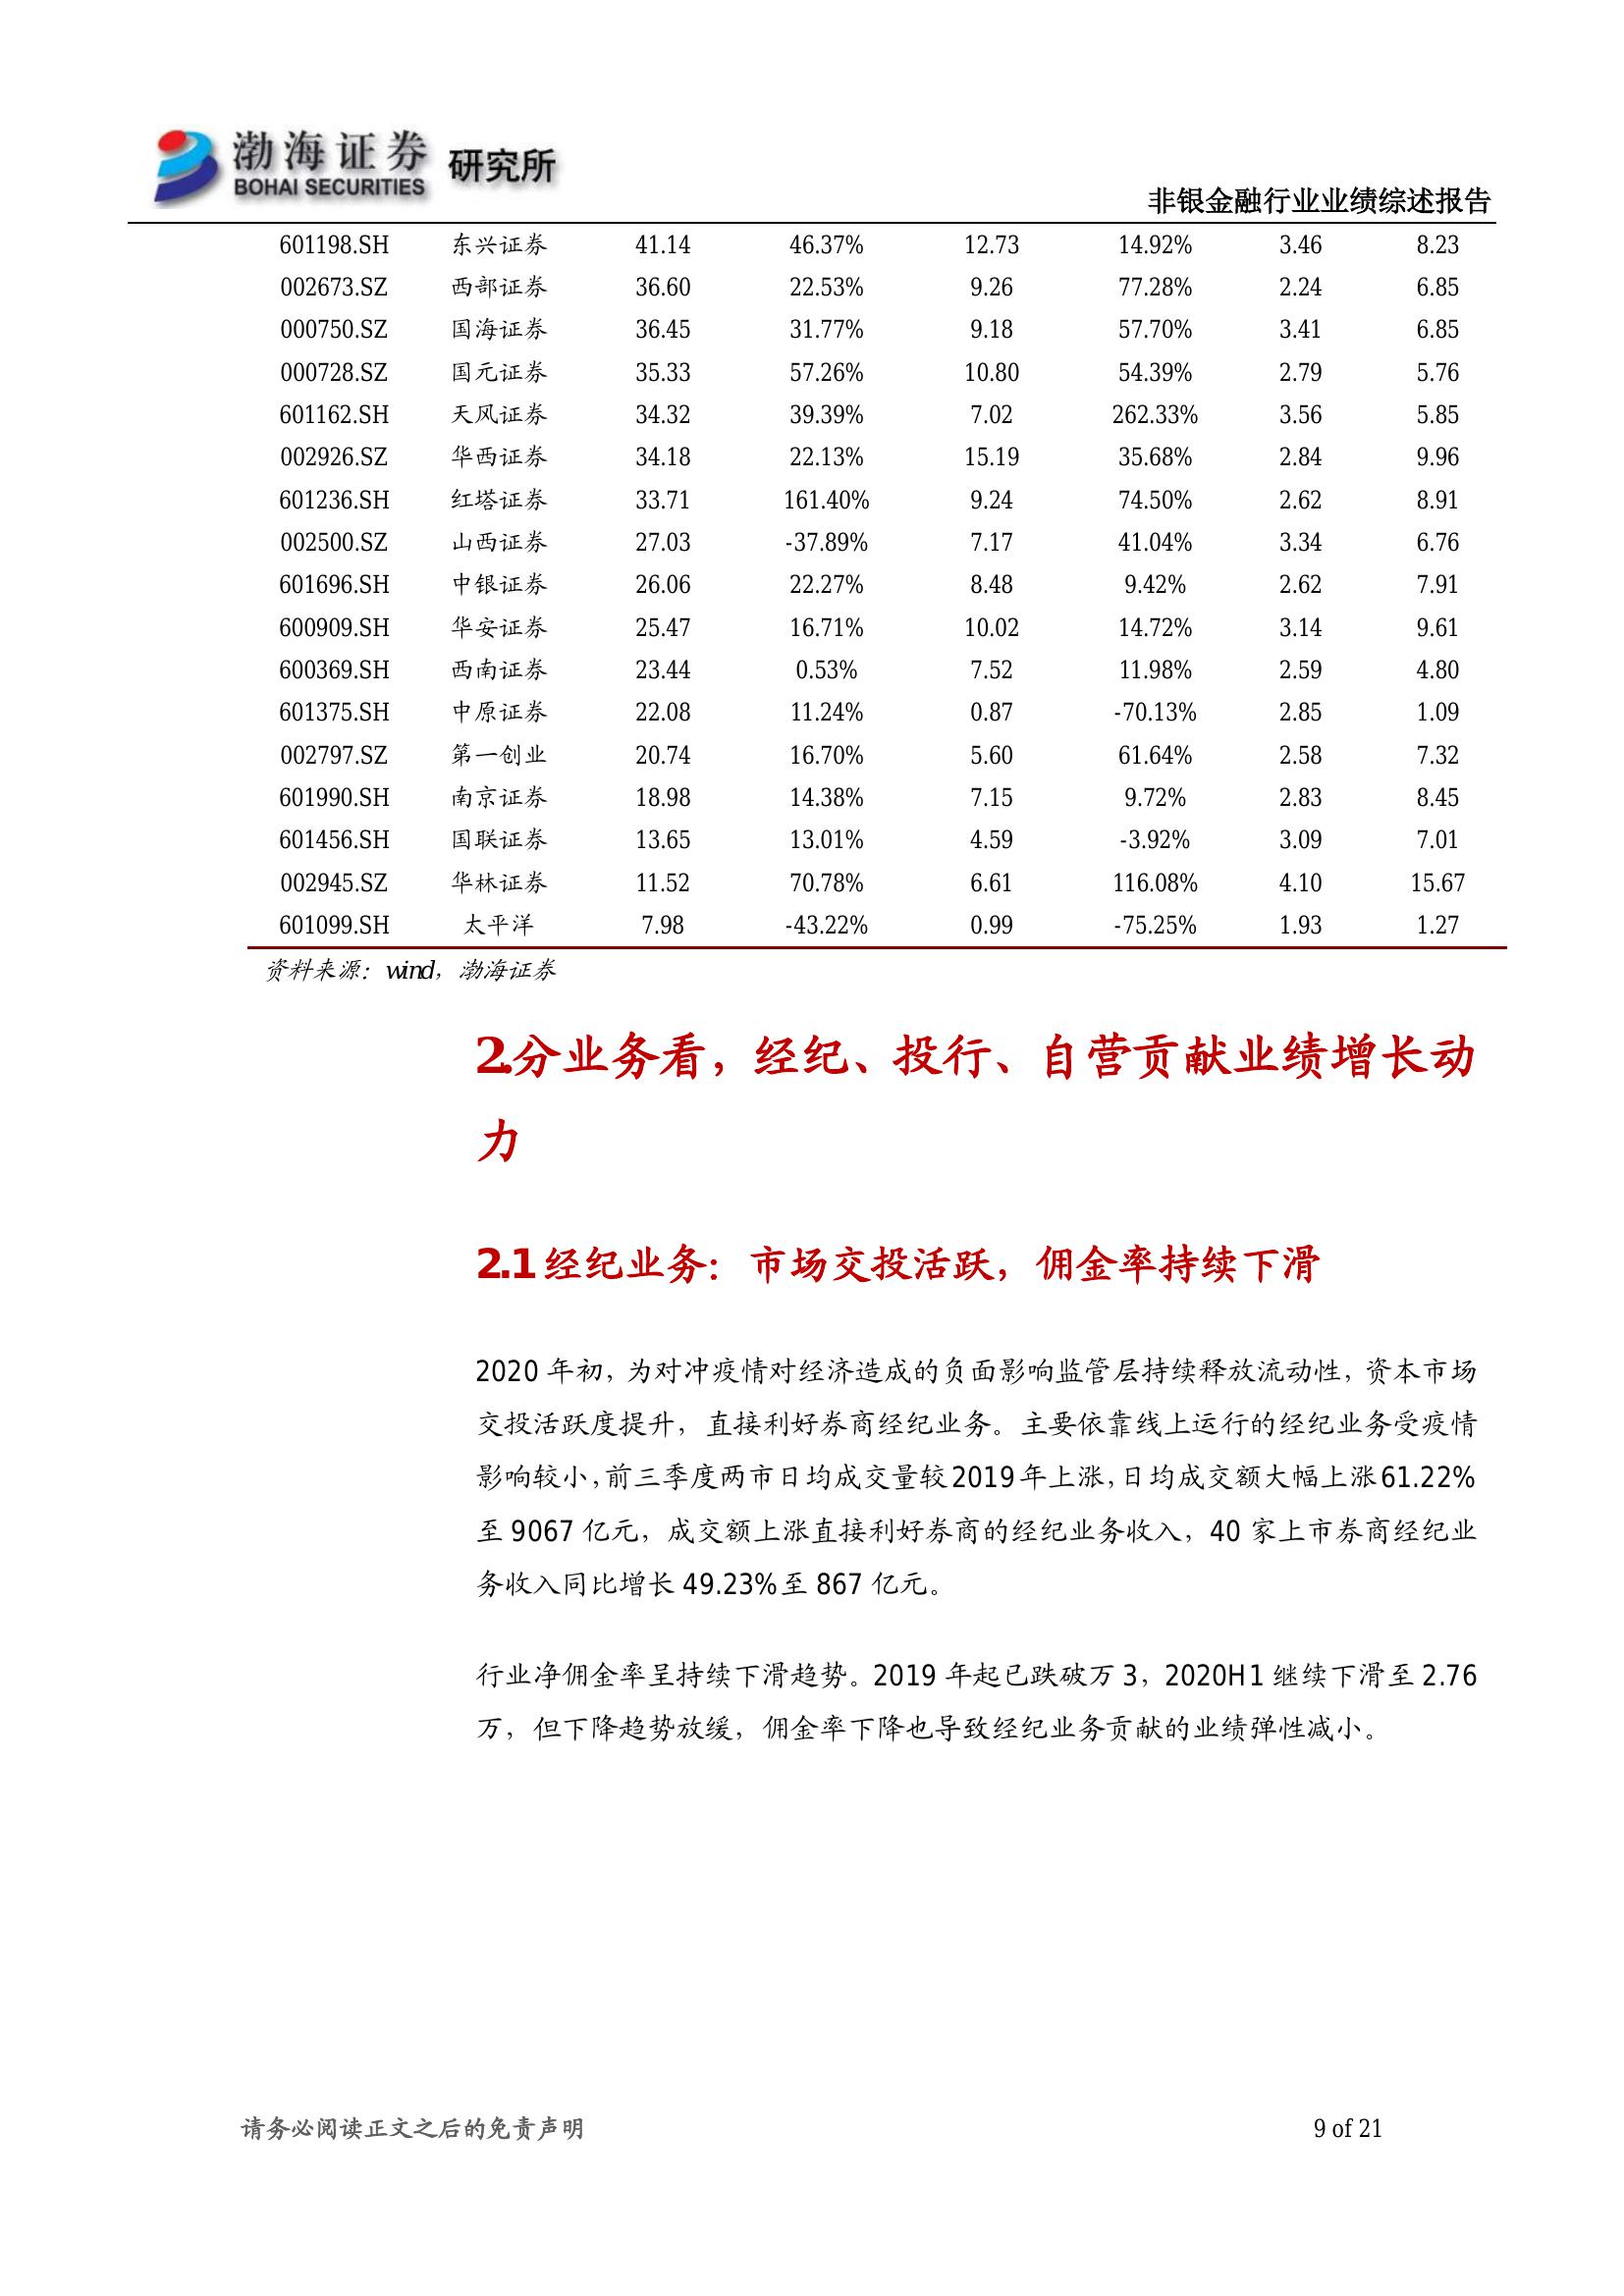 渤海证券 研究所
BOHAI SECURITIES
非银金融行业业绩综述报告
601198.SH 东兴证券 41.14 46.37% 12.73 14.92% 3.46 8.23
002673.SZ 西部证券 36.60 22.53% 9.26 77.28% 2.24 6.85
000750.SZ 国海证券 36.45 31.77% 9.18 57.70% 3.41 6.85
000728.SZ 国元证券 35.33 57.26% 10.80 54.39% 2.79 5.76
601162.SH 天风证券 34.32 39.39% 7.02 262.33% 3.56 5.85
002926.SZ 华西证券 34.18 22.13% 15.19 35.68% 2.84 9.96
601236.SH 红塔证券 33.71 161.40% 9.24 74.50% 2.62 8.91
002500.SZ 山西证券 27.03 -37.89% 7.17 41.04% 3.34 6.76
601696.SH 中银证券 26.06 22.27% 8.48 9.42% 2.62 7.91
600909.SH 华安证券 25.47 16.71% 10.02 14.72% 3.14 9.61
600369.SH 西南证券 23.44 0.53% 7.52 11.98% 2.59 4.80
601375.SH 中原证券 22.08 11.24% 0.87 -70.13% 2.85 1.09
002797.SZ 第一创业 20.74 16.70% 5.60 61.64% 2.58 7.32
601990.SH 南京证券 18.98 14.38% 7.15 9.72% 2.83 8.45
601456.SH 国联证券 13.65 13.01% 4.59 -3.92% 3.09 7.01
002945.SZ 华林证券 11.52 70.78% 6.61 116.08% 4.10 15.67
601099.SH 太平洋 7.98 -43.22% 0.99 -75.25% 1.93 1.27
资料来源：wind，渤海证券
2.分业务看，经纪、投行、自营贡献业绩增长动
力
2.1 经纪业务：市场交投活跃，佣金率持续下滑
2020 年初，为对冲疫情对经济造成的负面影响监管层持续释放流动性，资本市场
交投活跃度提升，直接利好券商经纪业务。主要依靠线上运行的经纪业务受疫情
影响较小，前三季度两市日均成交量较 2019 年上涨，日均成交额大幅上涨 61.22%
至 9067 亿元，成交额上涨直接利好券商的经纪业务收入，40 家上市券商经纪业
务收入同比增长 49.23%至 867 亿元。
行业净佣金率呈持续下滑趋势。2019 年起已跌破万 3，2020H1 继续下滑至 2.76
万，但下降趋势放缓，佣金率下降也导致经纪业务贡献的业绩弹性减小。
请务必阅读正文之后的免责声明 9 of 21